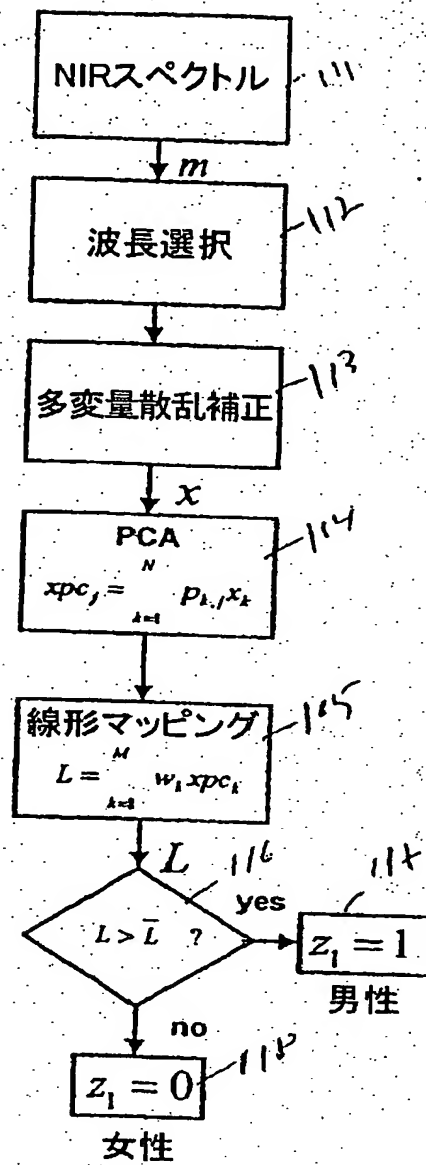 NIRスペクトル 111
m
波長選択 112
多変量散乱補正 113
x
PCA 114
N
xpc_j = p_{k,j} x_k
k=1
線形マッピング 115
M
L = w_k xpc_k
k=1
L 116
L > L̄ ? yes
z_1 = 1
男性
no
z_1 = 0
女性